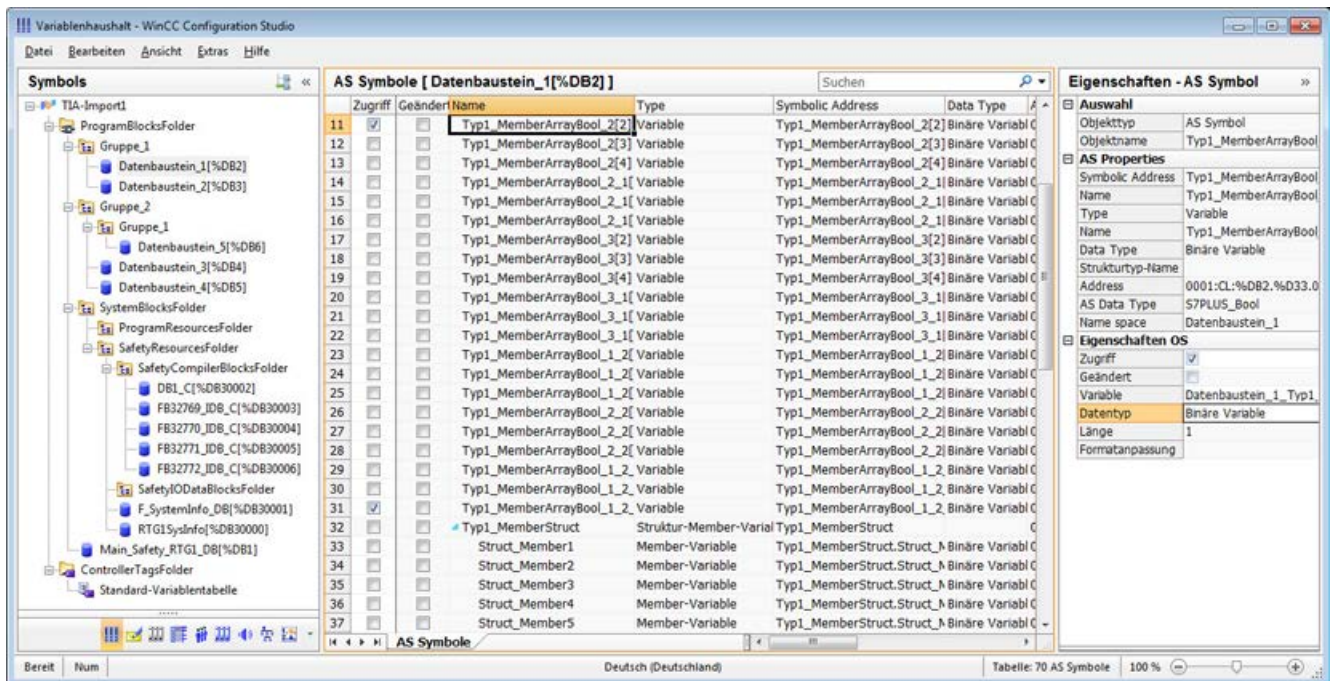 Variablenhaushalt - WinCC Configuration Studio
Datei Bearbeiten Ansicht Extras Hilfe
Symbols «
TIA-Import1
ProgramBlocksFolder
Gruppe_1
Datenbaustein_1[%DB2]
Datenbaustein_2[%DB3]
Gruppe_2
Gruppe_1
Datenbaustein_5[%DB6]
Datenbaustein_3[%DB4]
Datenbaustein_4[%DB5]
SystemBlocksFolder
ProgramResourcesFolder
SafetyResourcesFolder
SafetyCompilerBlocksFolder
DB1_C[%DB30002]
FB32769_IDB_C[%DB30003]
FB32770_IDB_C[%DB30004]
FB32771_IDB_C[%DB30005]
FB32772_IDB_C[%DB30006]
SafetyIODataBlocksFolder
F_SystemInfo_DB[%DB30001]
RTG1SysInfo[%DB30000]
Main_Safety_RTG1_DB[%DB1]
ControllerTagsFolder
Standard-Variablentabelle
AS Symbole [ Datenbaustein_1[%DB2] ] Suchen
Zugriff Geändert Name Type Symbolic Address Data Type A
11 Typ1_MemberArrayBool_2[2] Variable Typ1_MemberArrayBool_2[2] Binäre Variabl
12 Typ1_MemberArrayBool_2[3] Variable Typ1_MemberArrayBool_2[3] Binäre Variabl
13 Typ1_MemberArrayBool_2[4] Variable Typ1_MemberArrayBool_2[4] Binäre Variabl
14 Typ1_MemberArrayBool_2_1[ Variable Typ1_MemberArrayBool_2_1[ Binäre Variabl
15 Typ1_MemberArrayBool_2_1[ Variable Typ1_MemberArrayBool_2_1[ Binäre Variabl
16 Typ1_MemberArrayBool_2_1[ Variable Typ1_MemberArrayBool_2_1[ Binäre Variabl
17 Typ1_MemberArrayBool_3[2] Variable Typ1_MemberArrayBool_3[2] Binäre Variabl
18 Typ1_MemberArrayBool_3[3] Variable Typ1_MemberArrayBool_3[3] Binäre Variabl
19 Typ1_MemberArrayBool_3[4] Variable Typ1_MemberArrayBool_3[4] Binäre Variabl
20 Typ1_MemberArrayBool_3_1[ Variable Typ1_MemberArrayBool_3_1[ Binäre Variabl
21 Typ1_MemberArrayBool_3_1[ Variable Typ1_MemberArrayBool_3_1[ Binäre Variabl
22 Typ1_MemberArrayBool_3_1[ Variable Typ1_MemberArrayBool_3_1[ Binäre Variabl
23 Typ1_MemberArrayBool_1_2[ Variable Typ1_MemberArrayBool_1_2[ Binäre Variabl
24 Typ1_MemberArrayBool_1_2[ Variable Typ1_MemberArrayBool_1_2[ Binäre Variabl
25 Typ1_MemberArrayBool_1_2[ Variable Typ1_MemberArrayBool_1_2[ Binäre Variabl
26 Typ1_MemberArrayBool_2_2[ Variable Typ1_MemberArrayBool_2_2[ Binäre Variabl
27 Typ1_MemberArrayBool_2_2[ Variable Typ1_MemberArrayBool_2_2[ Binäre Variabl
28 Typ1_MemberArrayBool_2_2[ Variable Typ1_MemberArrayBool_2_2[ Binäre Variabl
29 Typ1_MemberArrayBool_1_2_ Variable Typ1_MemberArrayBool_1_2_ Binäre Variabl
30 Typ1_MemberArrayBool_1_2_ Variable Typ1_MemberArrayBool_1_2_ Binäre Variabl
31 Typ1_MemberArrayBool_1_2_ Variable Typ1_MemberArrayBool_1_2_ Binäre Variabl
32 Typ1_MemberStruct Struktur-Member-Varial Typ1_MemberStruct
33 Struct_Member1 Member-Variable Typ1_MemberStruct.Struct_M Binäre Variabl
34 Struct_Member2 Member-Variable Typ1_MemberStruct.Struct_M Binäre Variabl
35 Struct_Member3 Member-Variable Typ1_MemberStruct.Struct_M Binäre Variabl
36 Struct_Member4 Member-Variable Typ1_MemberStruct.Struct_M Binäre Variabl
37 Struct_Member5 Member-Variable Typ1_MemberStruct.Struct_M Binäre Variabl
AS Symbole
Eigenschaften - AS Symbol »
Auswahl
Objekttyp AS Symbol
Objektname Typ1_MemberArrayBool
AS Properties
Symbolic Address Typ1_MemberArrayBool
Name Typ1_MemberArrayBool
Type Variable
Name Typ1_MemberArrayBool
Data Type Binäre Variable
Strukturtyp-Name
Address 0001:CL:%DB2.%D33.0
AS Data Type S7PLUS_Bool
Name space Datenbaustein_1
Eigenschaften OS
Zugriff
Geändert
Variable Datenbaustein_1_Typ1_
Datentyp Binäre Variable
Länge 1
Formatanpassung
Bereit Num Deutsch (Deutschland) Tabelle: 70 AS Symbole 100 %